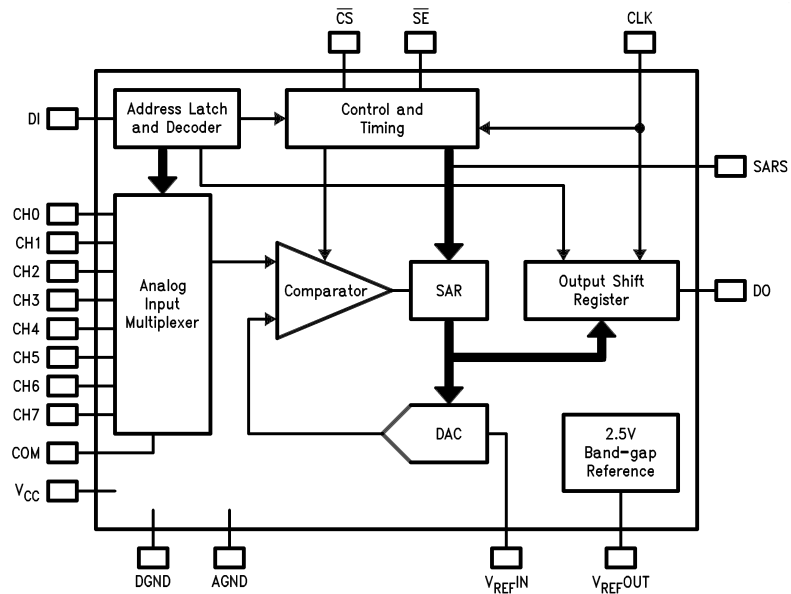 CS
SE
CLK
DI
Address Latch
and Decoder
Control and
Timing
SARS
CH0
CH1
CH2
CH3
CH4
CH5
CH6
CH7
COM
VCC
Analog
Input
Multiplexer
Comparator
SAR
Output Shift
Register
DO
DAC
2.5V
Band-gap
Reference
DGND
AGND
VREFIN
VREFOUT